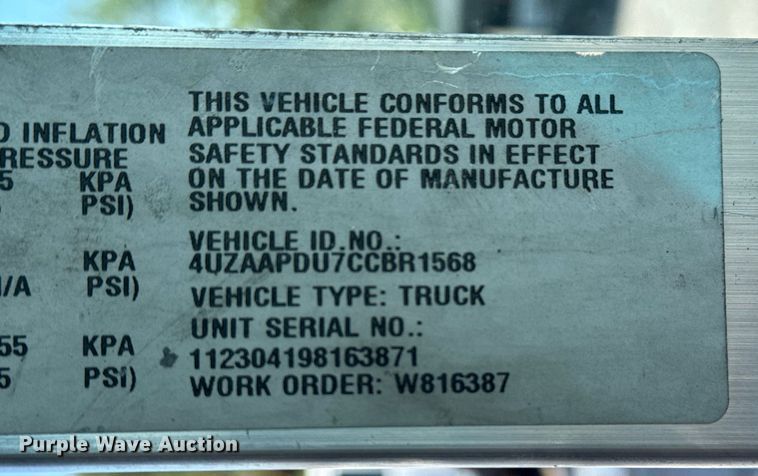 THIS VEHICLE CONFORMS TO ALL
INFLATION APPLICABLE FEDERAL MOTOR
RESSURE SAFETY STANDARDS IN EFFECT
5 KPA ON THE DATE OF MANUFACTURE
PSI) SHOWN.
VEHICLE ID.NO.:
KPA 4UZAAPDU7CCBR1568
/A PSI) VEHICLE TYPE: TRUCK
UNIT SERIAL NO.:
55 KPA 112304198163871
5 PSI) WORK ORDER: W816387
Purple Wave Auction